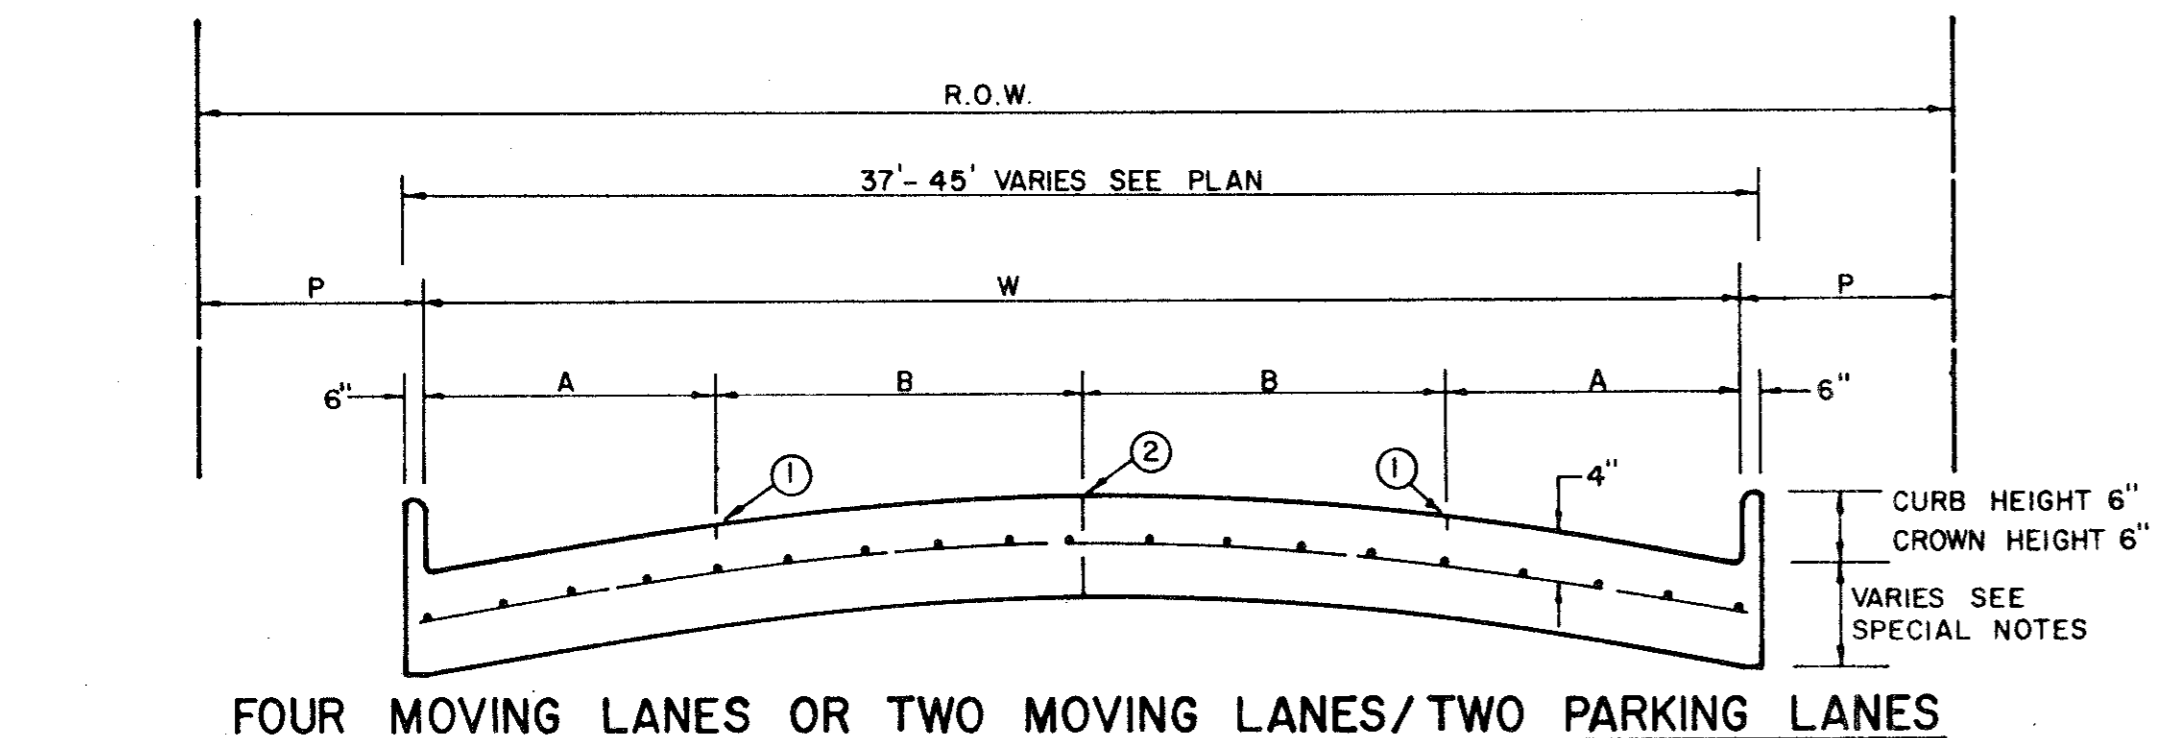 R.O.W.
37'-45' VARIES SEE PLAN
P W P
6" A B B A 6"
1 2 1 4"
CURB HEIGHT 6"
CROWN HEIGHT 6"
VARIES SEE
SPECIAL NOTES
FOUR MOVING LANES OR TWO MOVING LANES/TWO PARKING LANES